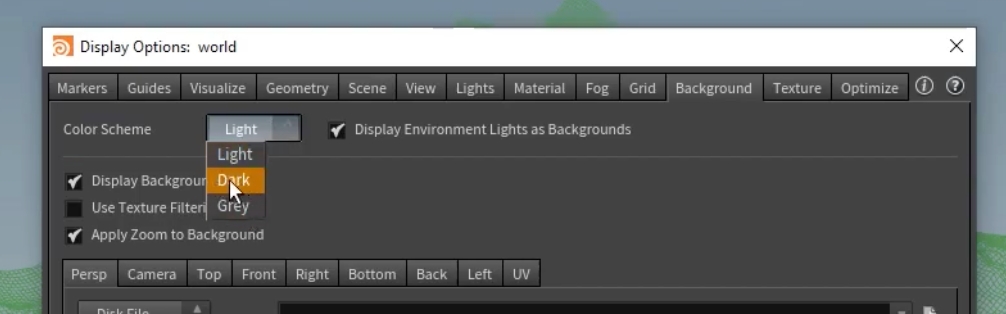 Display Options: world
Markers Guides Visualize Geometry Scene View Lights Material Fog Grid Background Texture Optimize
Color Scheme Light Display Environment Lights as Backgrounds
Light
Display Backgroun Dark
Use Texture Filteri Grey
Apply Zoom to Background
Persp Camera Top Front Right Bottom Back Left UV
Disk File